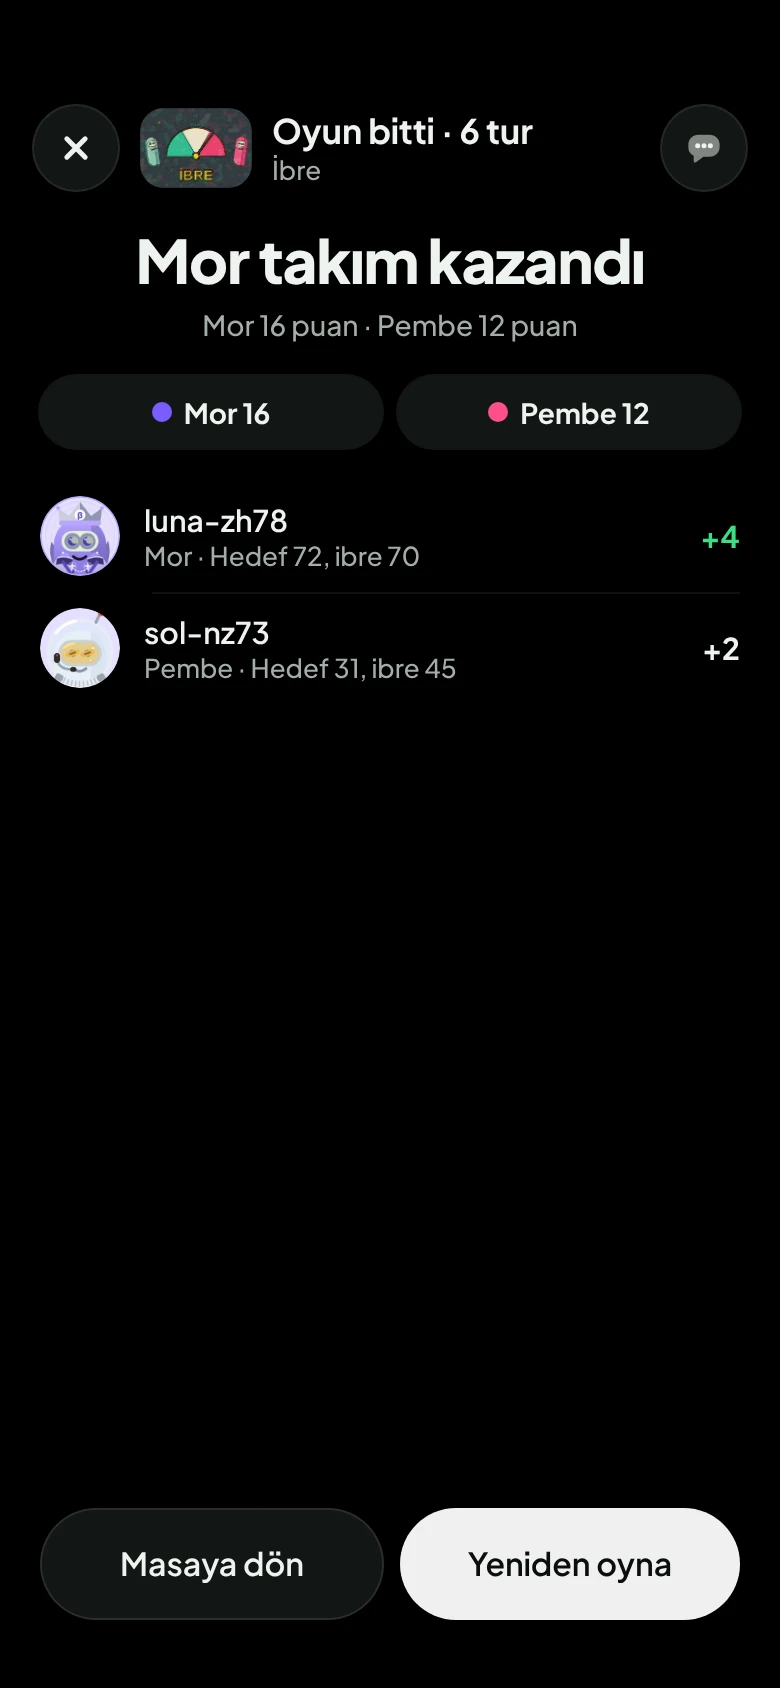 Oyun bitti · 6 tur
İbre
İBRE
Mor takım kazandı
Mor 16 puan · Pembe 12 puan
Mor 16
Pembe 12
luna-zh78
Mor · Hedef 72, ibre 70
+4
sol-nz73
Pembe · Hedef 31, ibre 45
+2
Masaya dön
Yeniden oyna